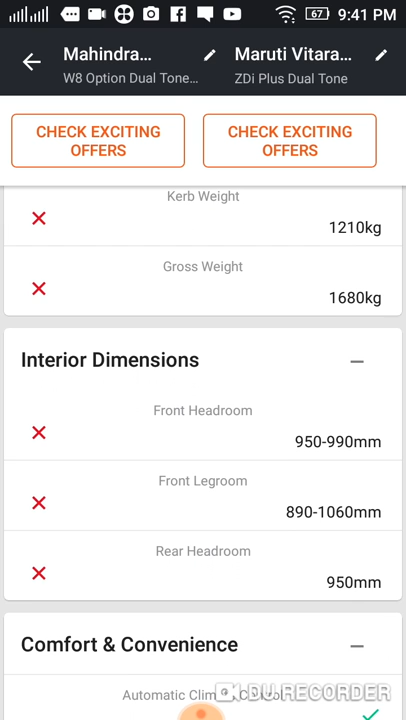 67 9:41 PM
Mahindra... Maruti Vitara...
W8 Option Dual Tone... ZDi Plus Dual Tone
CHECK EXCITING OFFERS CHECK EXCITING OFFERS
Kerb Weight
1210kg
Gross Weight
1680kg
Interior Dimensions
Front Headroom
950-990mm
Front Legroom
890-1060mm
Rear Headroom
950mm
Comfort & Convenience
Automatic Climate Control
DU RECORDER